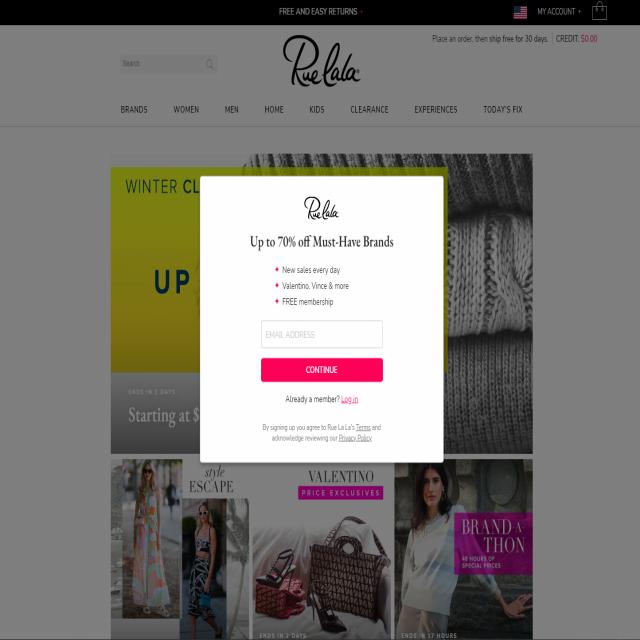 FREE AND EASY RETURNS +
MY ACCOUNT +
Place an order, then ship free for 30 days.
CREDIT: $0.00
Search
Rue lala
BRANDS
WOMEN
MEN
HOME
KIDS
CLEARANCE
EXPERIENCES
TODAY'S FIX
WINTER CL
UP
ENDS IN 2 DAYS
Starting at $
Rue lala
Up to 70% off Must-Have Brands
New sales every day
Valentino, Vince & more
FREE membership
EMAIL ADDRESS
CONTINUE
Already a member? Log in
By signing up you agree to Rue La La's Terms and
acknowledge reviewing our Privacy Policy
style
ESCAPE
VALENTINO
PRICE EXCLUSIVES
ENDS IN 2 DAYS
BRAND-A-
THON
48 HOURS OF
SPECIAL PRICES
ENDS IN 17 HOURS